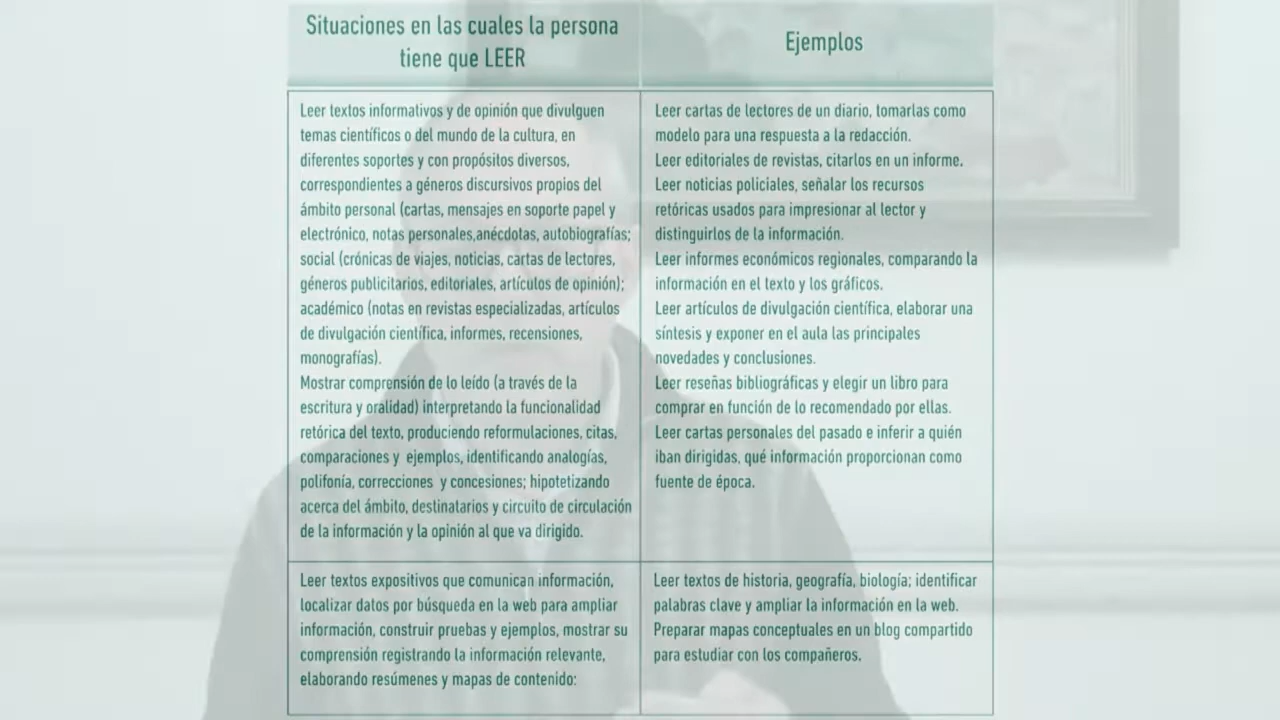 Situaciones en las cuales la persona
tiene que LEER
Ejemplos
Leer textos informativos y de opinión que divulguen
temas científicos o del mundo de la cultura, en
diferentes soportes y con propósitos diversos,
correspondientes a géneros discursivos propios del
ámbito personal (cartas, mensajes en soporte papel y
electrónico, notas personales,anécdotas, autobiografías;
social (crónicas de viajes, noticias, cartas de lectores,
géneros publicitarios, editoriales, artículos de opinión);
académico (notas en revistas especializadas, artículos
de divulgación científica, informes, recensiones,
monografías).
Mostrar comprensión de lo leído (a través de la
escritura y oralidad) interpretando la funcionalidad
retórica del texto, produciendo reformulaciones, citas,
comparaciones y ejemplos, identificando analogías,
polifonía, correcciones y concesiones; hipotetizando
acerca del ámbito, destinatarios y circuito de circulación
de la información y la opinión al que va dirigido.
Leer cartas de lectores de un diario, tomarlas como
modelo para una respuesta a la redacción.
Leer editoriales de revistas, citarlos en un informe.
Leer noticias policiales, señalar los recursos
retóricas usados para impresionar al lector y
distinguirlos de la información.
Leer informes económicos regionales, comparando la
información en el texto y los gráficos.
Leer artículos de divulgación científica, elaborar una
síntesis y exponer en el aula las principales
novedades y conclusiones.
Leer reseñas bibliográficas y elegir un libro para
comprar en función de lo recomendado por ellas.
Leer cartas personales del pasado e inferir a quién
iban dirigidas, qué información proporcionan como
fuente de época.
Leer textos expositivos que comunican información,
localizar datos por búsqueda en la web para ampliar
información, construir pruebas y ejemplos, mostrar su
comprensión registrando la información relevante,
elaborando resúmenes y mapas de contenido:
Leer textos de historia, geografía, biología; identificar
palabras clave y ampliar la información en la web.
Preparar mapas conceptuales en un blog compartido
para estudiar con los compañeros.